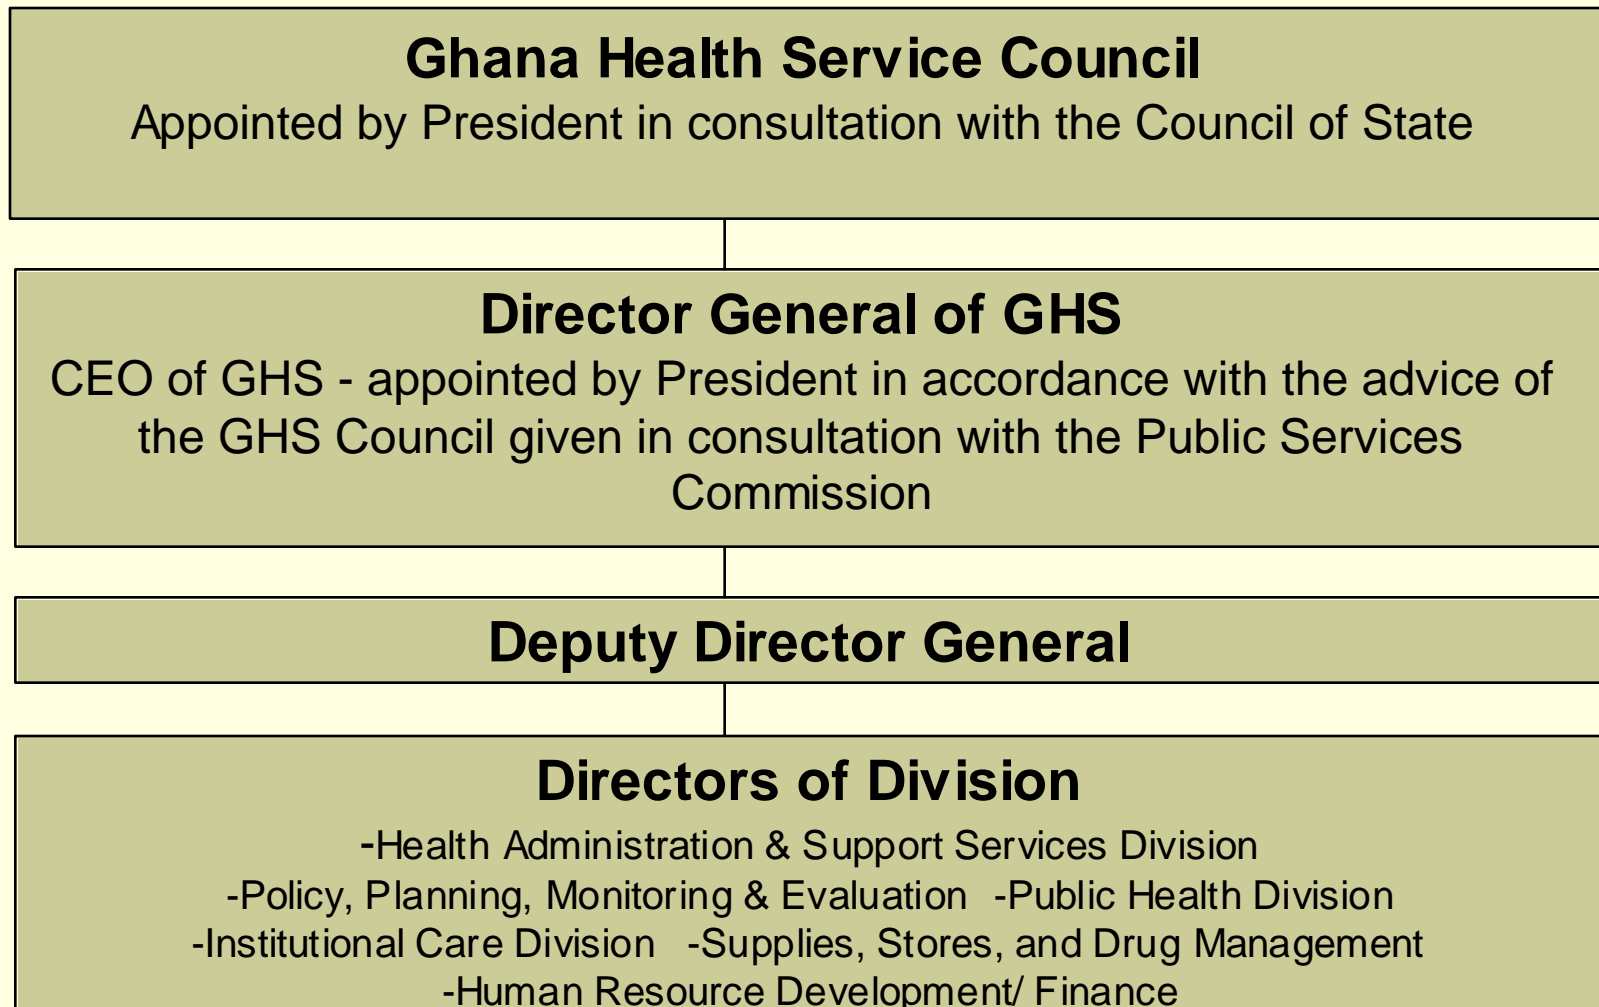 Ghana Health Service Council
Appointed by President in consultation with the Council of State
Director General of GHS
CEO of GHS - appointed by President in accordance with the advice of
the GHS Council given in consultation with the Public Services
Commission
Deputy Director General
Directors of Division
-Health Administration & Support Services Division
-Policy, Planning, Monitoring & Evaluation -Public Health Division
-Institutional Care Division -Supplies, Stores, and Drug Management
-Human Resource Development/ Finance